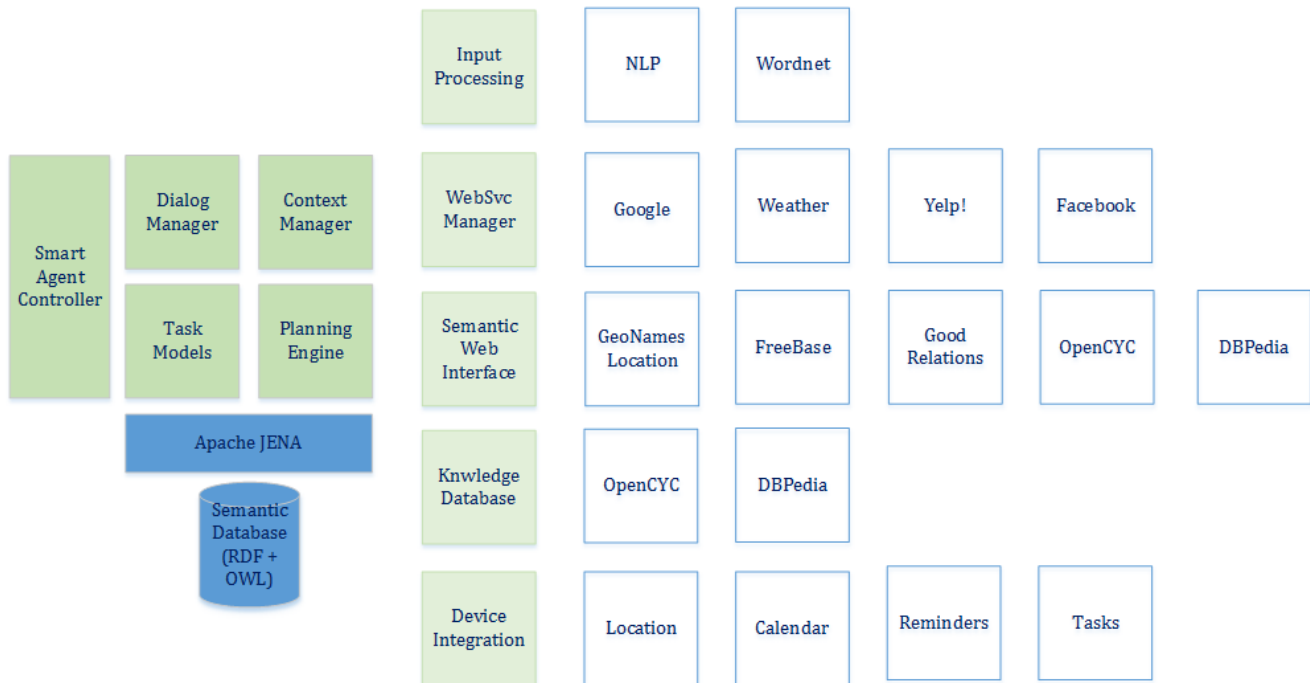 Input
Processing
NLP
Wordnet
Smart
Agent
Controller
Dialog
Manager
Context
Manager
WebSvc
Manager
Google
Weather
Yelp!
Facebook
Task
Models
Planning
Engine
Semantic
Web
Interface
GeoNames
Location
FreeBase
Good
Relations
OpenCYC
DBPedia
Apache JENA
Semantic
Database
(RDF +
OWL)
Knwledge
Database
OpenCYC
DBPedia
Device
Integration
Location
Calendar
Reminders
Tasks